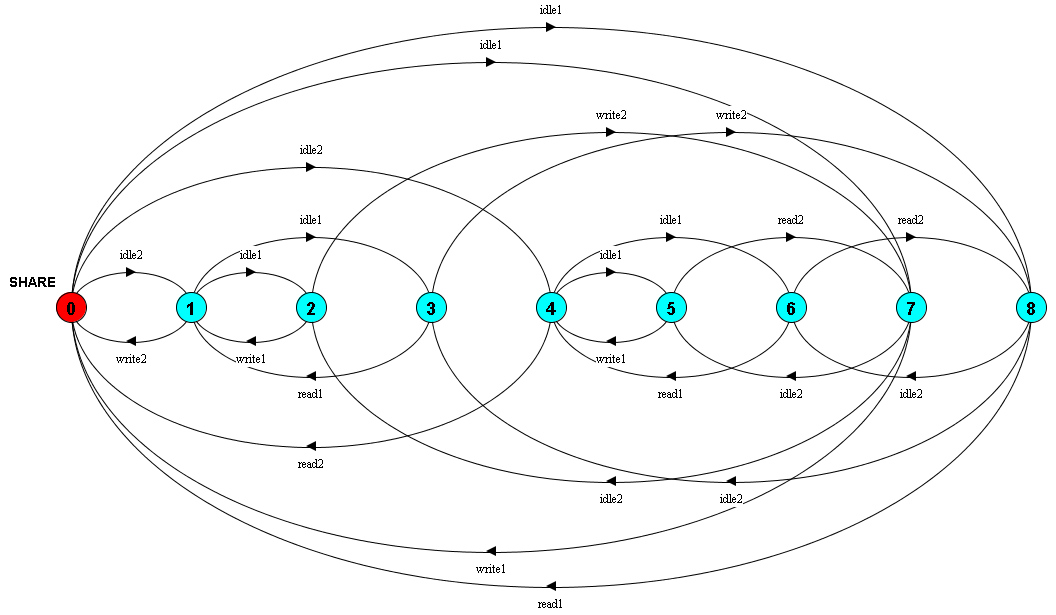 idle1
idle1
write2
write2
idle2
idle1
idle1
read2
read2
idle2
idle1
idle1
SHARE
0
1
2
3
4
5
6
7
8
write2
write1
write1
read1
read1
idle2
idle2
read2
idle2
idle2
write1
read1